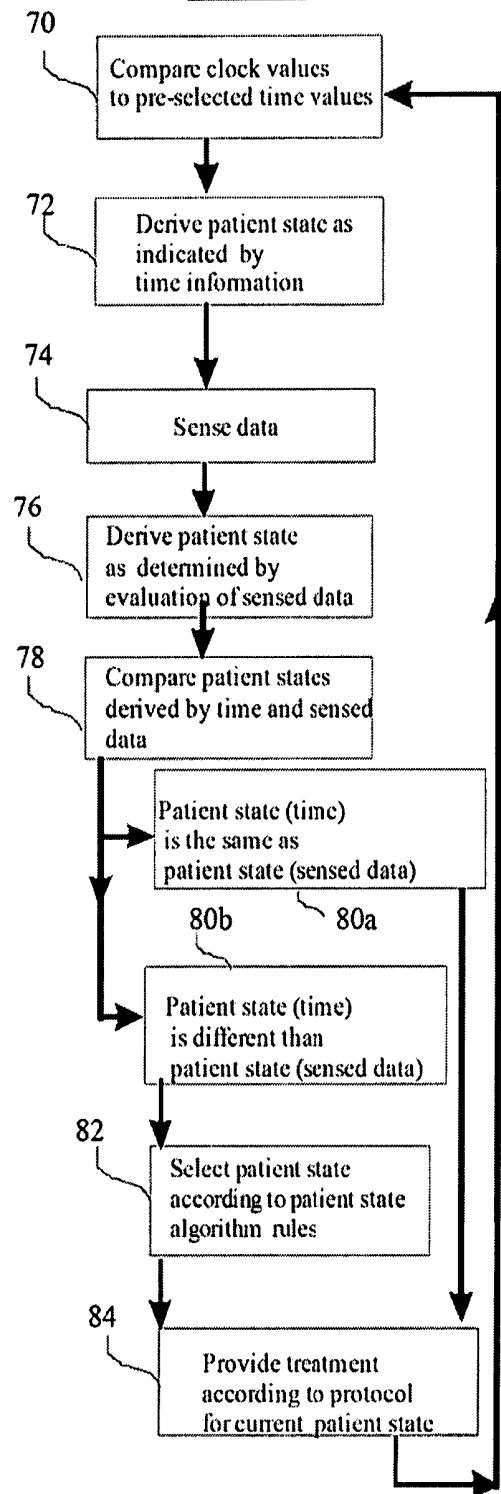 70
Compare clock values
to pre-selected time values
72
Derive patient state as
indicated by
time information
74
Sense data
76
Derive patient state
as determined by
evaluation of sensed data
78
Compare patient states
derived by time and sensed
data
Patient state (time)
is the same as
patient state (sensed data)
80a
80b
Patient state (time)
is different than
patient state (sensed data)
82
Select patient state
according to patient state
algorithm rules
84
Provide treatment
according to protocol
for current patient state